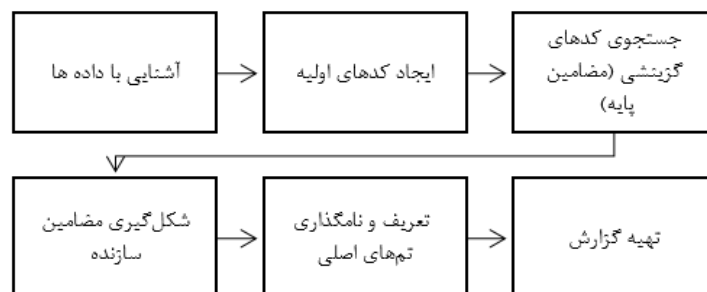 آشنایی با داده ها
ایجاد کدهای اولیه
جستجوی کدهای
گزینشی (مضامین
پایه)
شکل‌گیری مضامین
سازنده
تعریف و نامگذاری
تم‌های اصلی
تهیه گزارش